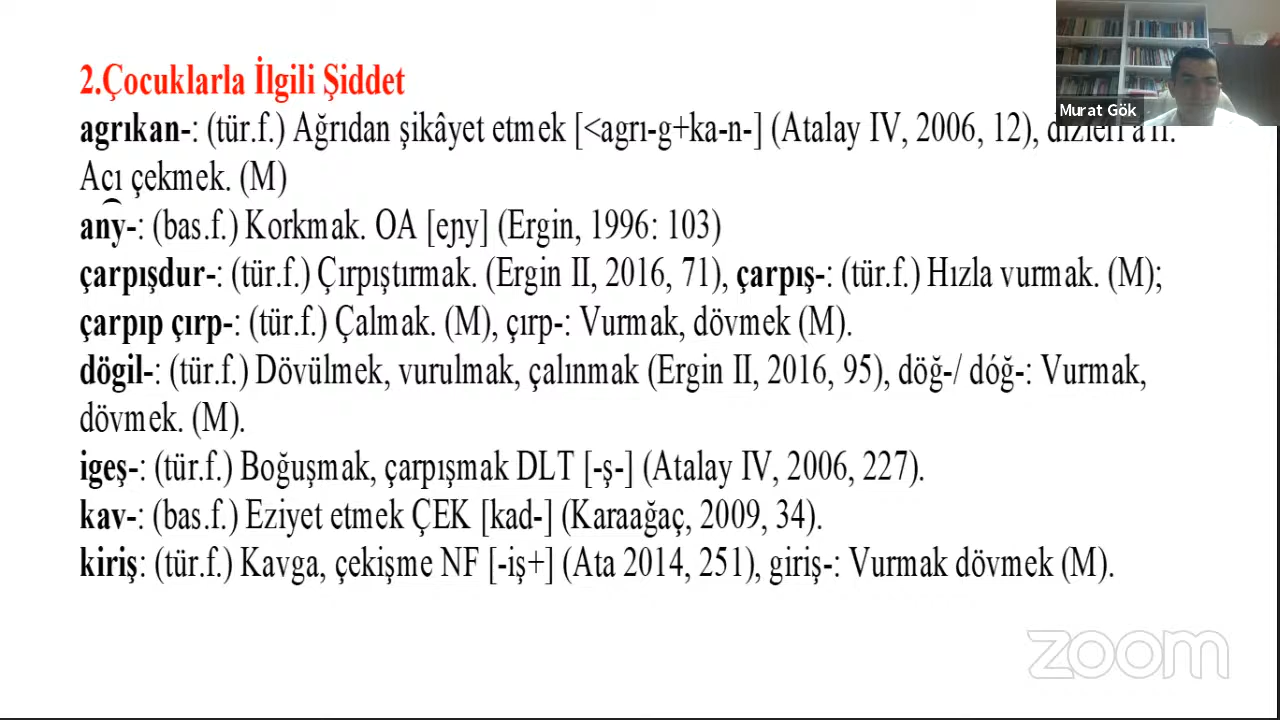 2.Çocuklarla İlgili Şiddet
agrıkan-: (tür.f.) Ağrıdan şikâyet etmek [<agrı-g+ka-n-] (Atalay IV, 2006, 12), dizleri a'rı.
Acı çekmek. (M)
any-: (bas.f.) Korkmak. OA [eŋy] (Ergin, 1996: 103)
çarpışdur-: (tür.f.) Çırpıştırmak. (Ergin II, 2016, 71), çarpış-: (tür.f.) Hızla vurmak. (M);
çarpıp çırp-: (tür.f.) Çalmak. (M), çırp-: Vurmak, dövmek (M).
dögil-: (tür.f.) Dövülmek, vurulmak, çalınmak (Ergin II, 2016, 95), döğ-/ dóğ-: Vurmak,
dövmek. (M).
igeş-: (tür.f.) Boğuşmak, çarpışmak DLT [-ş-] (Atalay IV, 2006, 227).
kav-: (bas.f.) Eziyet etmek ÇEK [kad-] (Karaağaç, 2009, 34).
kiriş: (tür.f.) Kavga, çekişme NF [-iş+] (Ata 2014, 251), giriş-: Vurmak dövmek (M).
Murat Gök
zoom